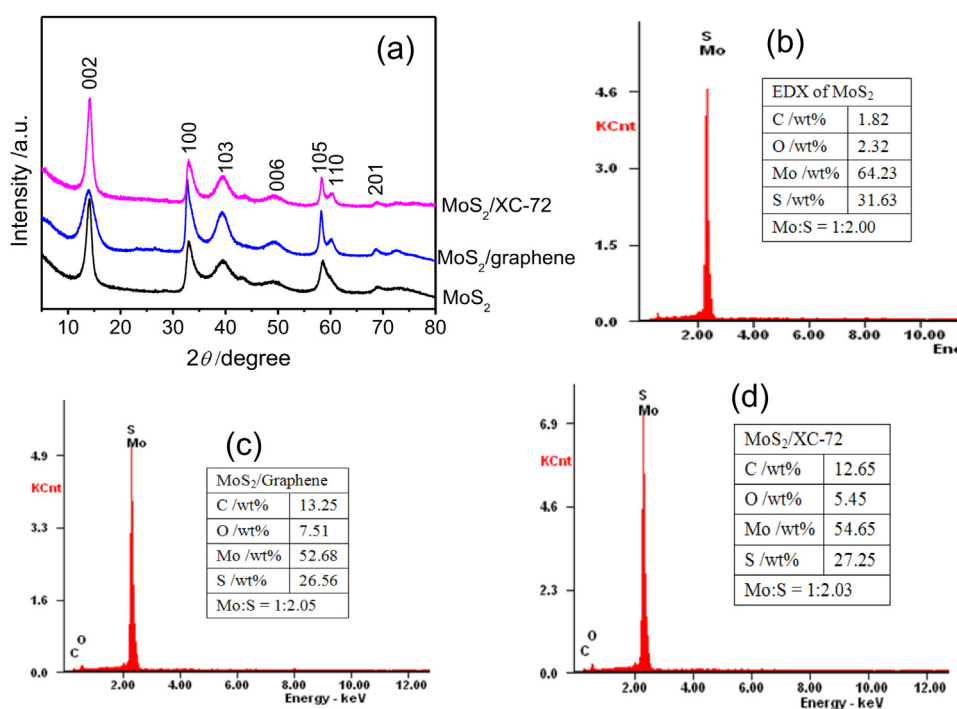 (a)
Intensity /a.u.
002
100
103
006
105
110
201
MoS₂/XC-72
MoS₂/graphene
MoS₂
10 20 30 40 50 60 70 80
2θ/degree
(b)
S
Mo
4.6
KCnt
3.0
1.5
0.0
2.00 4.00 6.00 8.00 10.00
Ene
EDX of MoS₂
C /wt% 1.82
O /wt% 2.32
Mo /wt% 64.23
S /wt% 31.63
Mo:S = 1:2.00
(c)
S
Mo
4.9
KCnt
3.3
1.6
0.0
O
C
2.00 4.00 6.00 8.00 10.00 12.00
Energy - keV
MoS₂/Graphene
C /wt% 13.25
O /wt% 7.51
Mo /wt% 52.68
S /wt% 26.56
Mo:S = 1:2.05
(d)
S
Mo
6.9
KCnt
4.6
2.3
0.0
O
C
2.00 4.00 6.00 8.00 10.00 12.00
Energy - keV
MoS₂/XC-72
C /wt% 12.65
O /wt% 5.45
Mo /wt% 54.65
S /wt% 27.25
Mo:S = 1:2.03